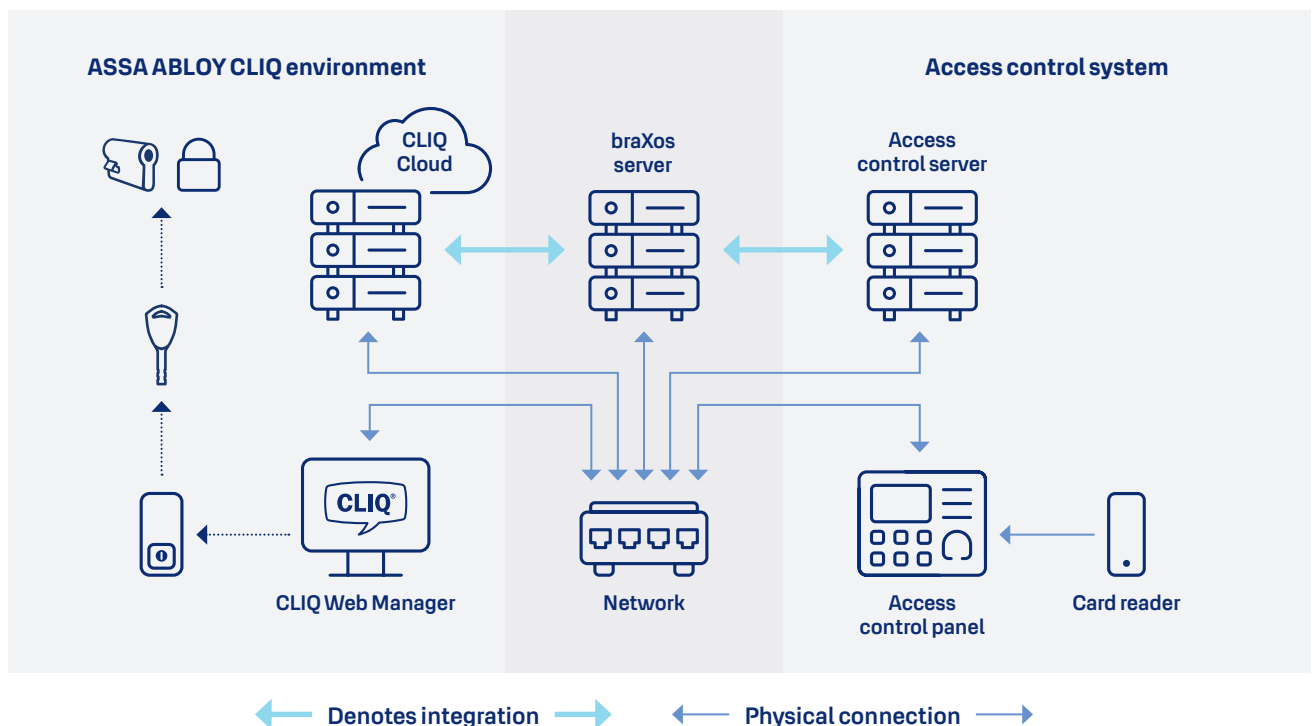 ASSA ABLOY CLIQ environment
Access control system
CLIQ
Cloud
braXos
server
Access
control server
CLIQ®
CLIQ Web Manager
Network
Access
control panel
Card reader
Denotes integration
Physical connection